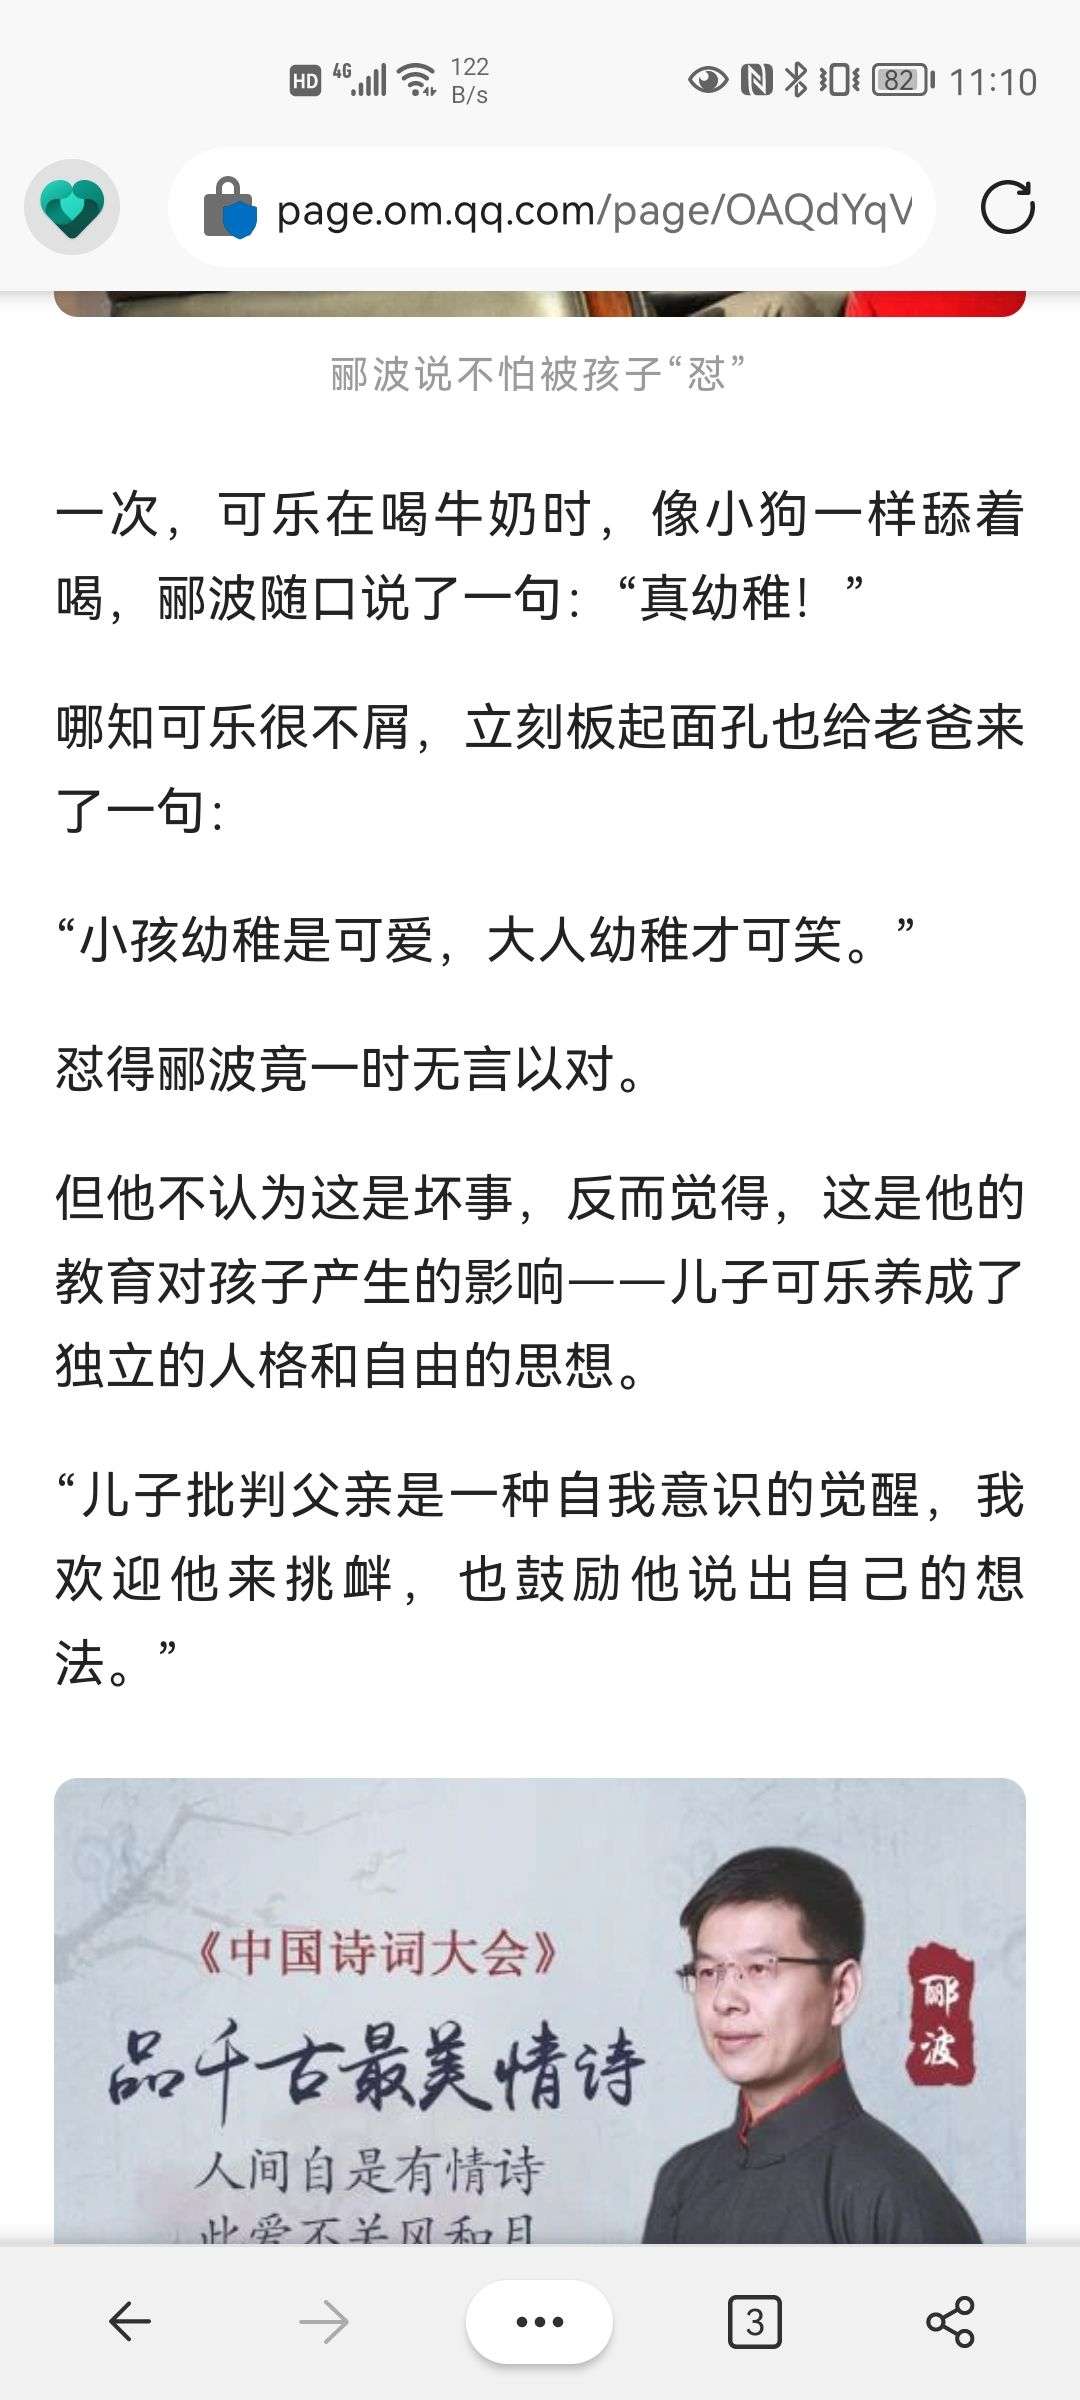 HD 4G 122 B/s 82 11:10
page.om.qq.com/page/OAQdYqV
郦波说不怕被孩子“怼”
一次，可乐在喝牛奶时，像小狗一样舔着
喝，郦波随口说了一句：“真幼稚！”
哪知可乐很不屑，立刻板起面孔也给老爸来
了一句：
“小孩幼稚是可爱，大人幼稚才可笑。”
怼得郦波竟一时无言以对。
但他不认为这是坏事，反而觉得，这是他的
教育对孩子产生的影响——儿子可乐养成了
独立的人格和自由的思想。
“儿子批判父亲是一种自我意识的觉醒，我
欢迎他来挑衅，也鼓励他说出自己的想
法。”
《中国诗词大会》
品千古最美情诗
郦波
人间自是有情诗
此爱不关风和月
3